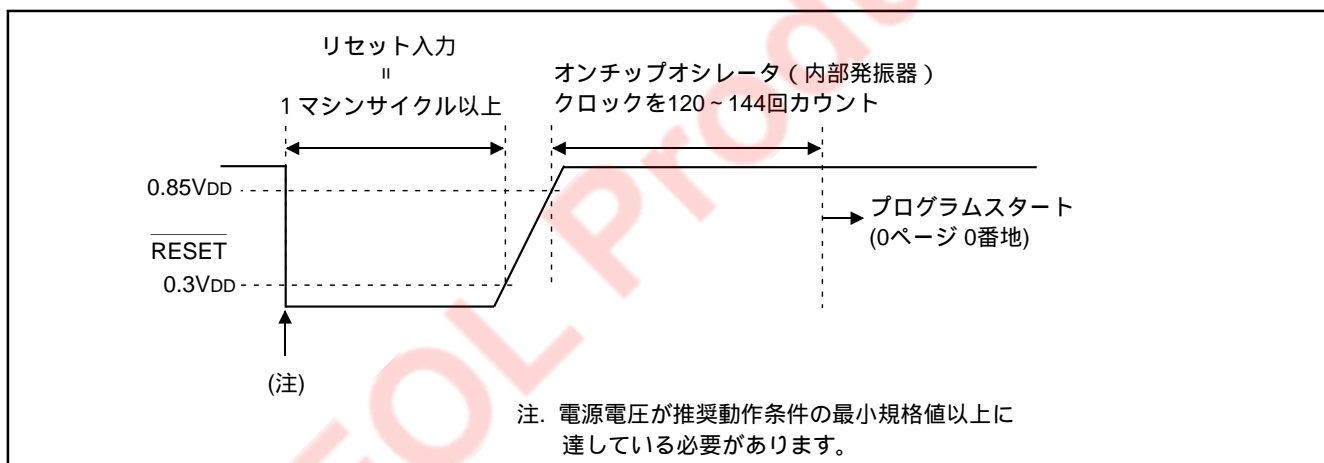 リセット入力
=
1 マシンサイクル以上
オンチップオシレータ ( 内部発振器 )
クロックを120 ~ 144回カウント
0.85VDD
RESET
0.3VDD
プログラムスタート
(0ページ 0番地)
(注)
注. 電源電圧が推奨動作条件の最小規格値以上に
達している必要があります。
EOL Produ